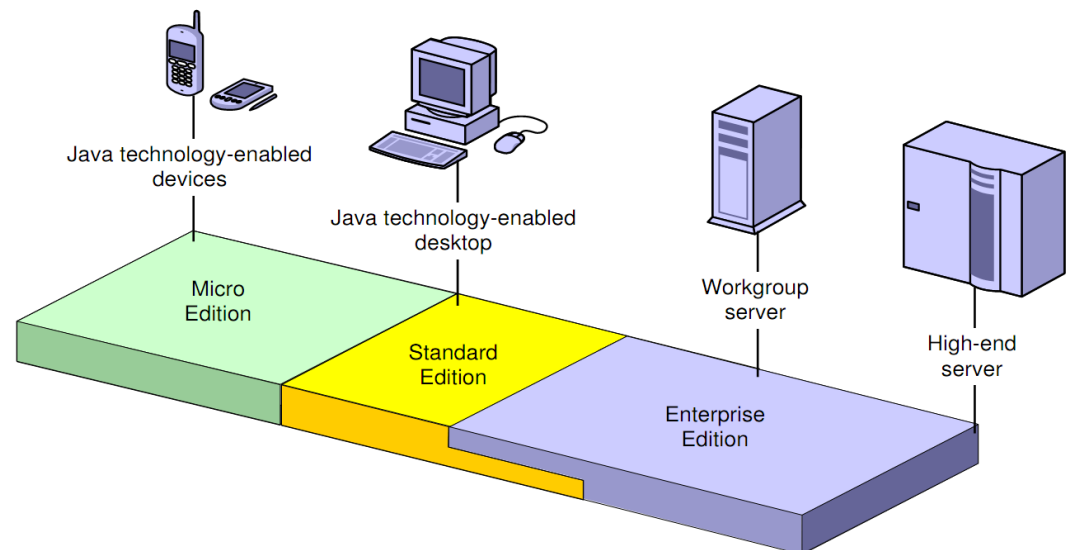 Java technology-enabled
devices
Java technology-enabled
desktop
Workgroup
server
High-end
server
Micro
Edition
Standard
Edition
Enterprise
Edition